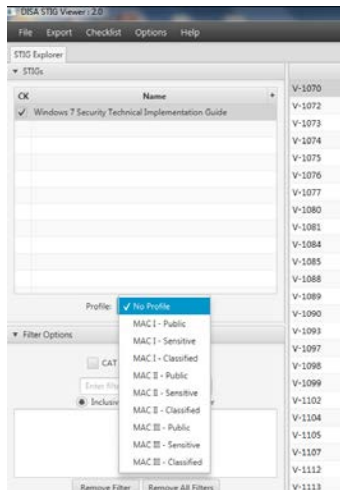 DISA STIG Viewer : 2.0
File Export Checklist Options Help
STIG Explorer
▼ STIGs
CK Name +
✓ Windows 7 Security Technical Implementation Guide
Profile: ✓ No Profile
MAC I - Public
MAC I - Sensitive
MAC I - Classified
MAC II - Public
MAC II - Sensitive
MAC II - Classified
MAC III - Public
MAC III - Sensitive
MAC III - Classified
▼ Filter Options
CAT
Enter filte
Inclusiv
r
Remove Filter Remove All Filters
V-1070
V-1072
V-1073
V-1074
V-1075
V-1076
V-1077
V-1080
V-1081
V-1084
V-1085
V-1088
V-1089
V-1090
V-1093
V-1097
V-1098
V-1099
V-1102
V-1104
V-1105
V-1107
V-1112
V-1113